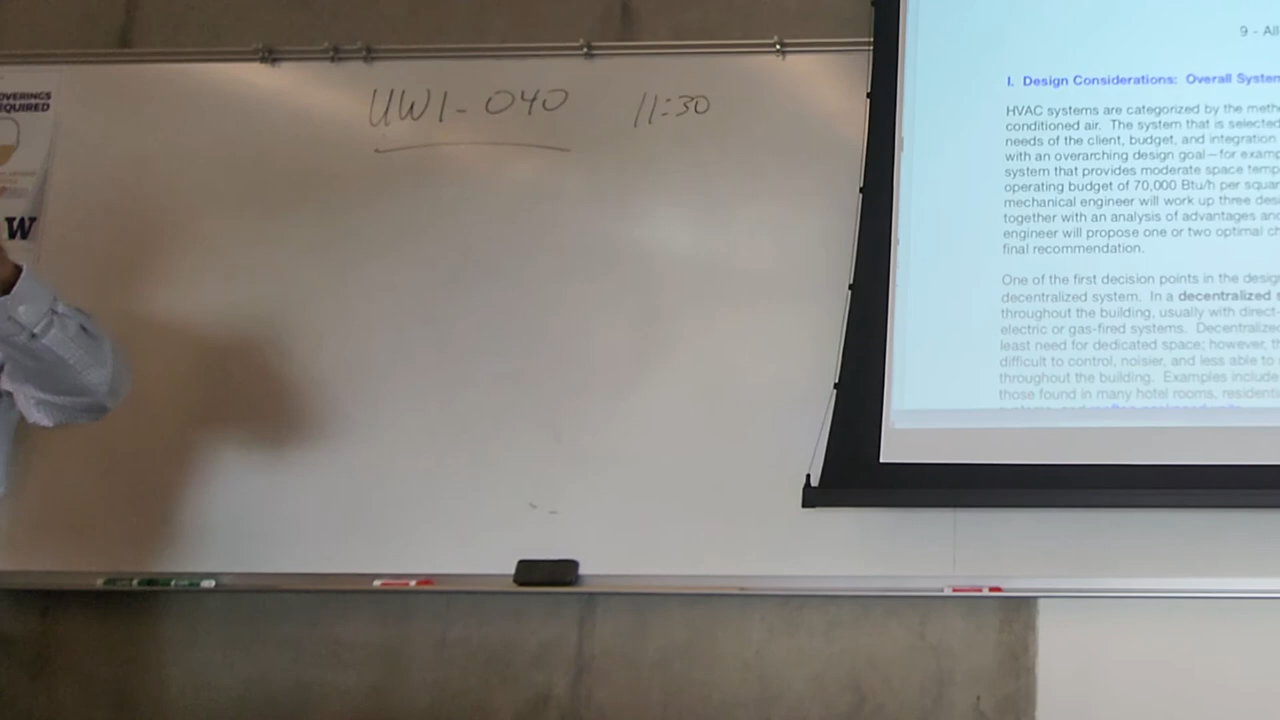 OVERINGS
EQUIRED
W
UW1-040 11:30
9 - All
I. Design Considerations: Overall System
HVAC systems are categorized by the meth
conditioned air. The system that is selected
needs of the client, budget, and integration
with an overarching design goal—for examp
system that provides moderate space temp
operating budget of 70,000 Btu/h per squar
mechanical engineer will work up three desi
together with an analysis of advantages and
engineer will propose one or two optimal ch
final recommendation.
One of the first decision points in the design
decentralized system. In a decentralized s
throughout the building, usually with direct-
electric or gas-fired systems. Decentralize
least need for dedicated space; however, th
difficult to control, noisier, and less able to
throughout the building. Examples include
those found in many hotel rooms, residenti